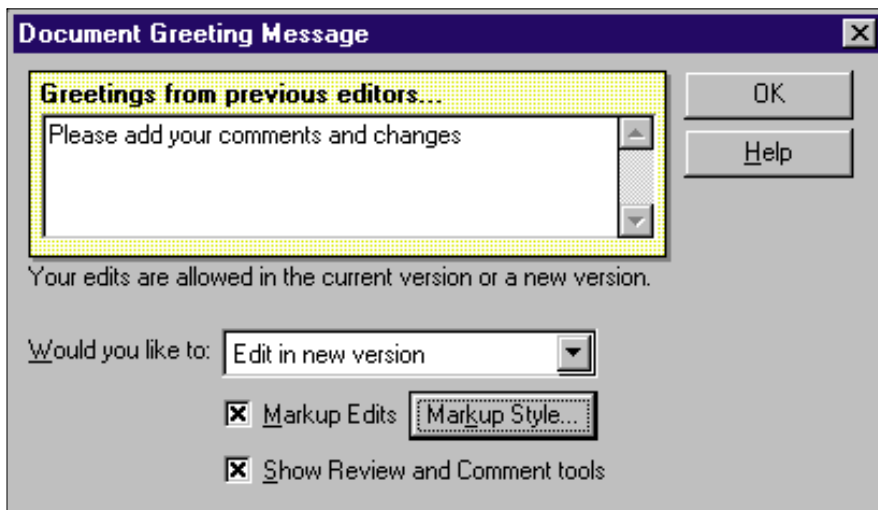 Document Greeting Message
Greetings from previous editors...
OK
Please add your comments and changes
Help
Your edits are allowed in the current version or a new version.
Would you like to: Edit in new version
Markup Edits Markup Style...
Show Review and Comment tools